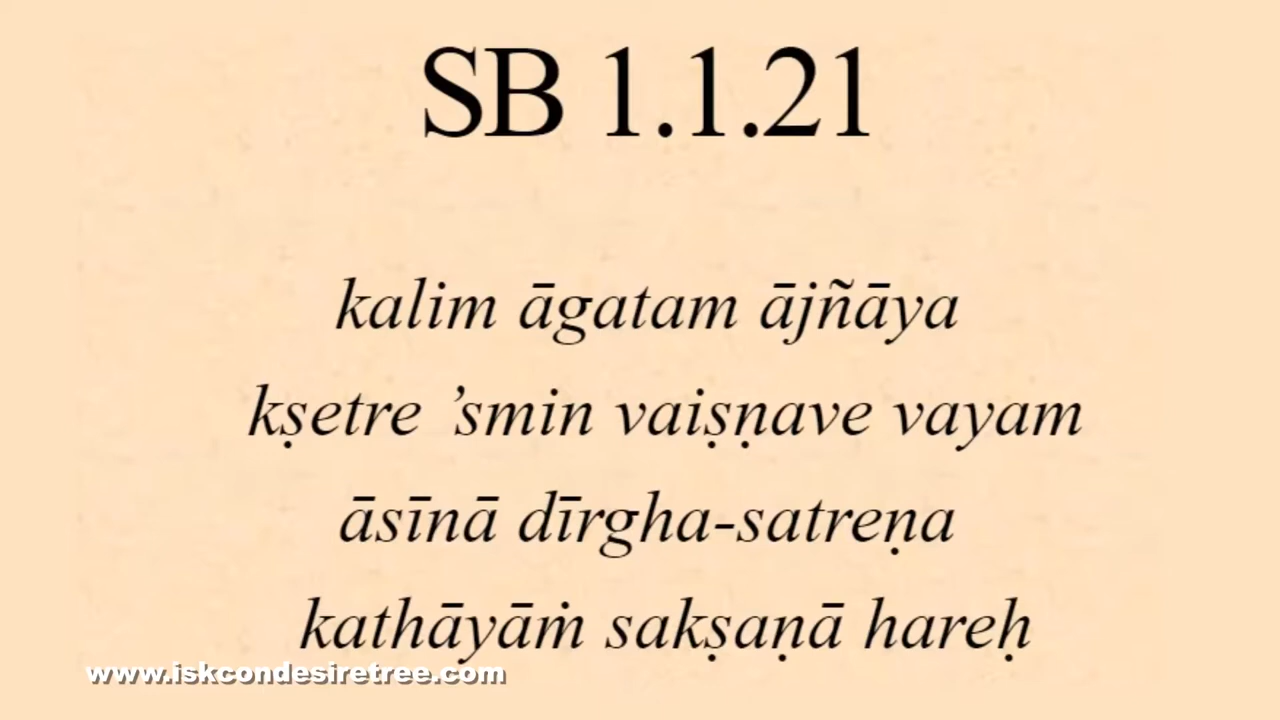 SB 1.1.21
kalim āgatam ājñāya
kṣetre ’smin vaiṣṇave vayam
āsīnā dīrgha-satreṇa
kathāyāṁ sakṣaṇā hareḥ
www.iskcondesiretree.com